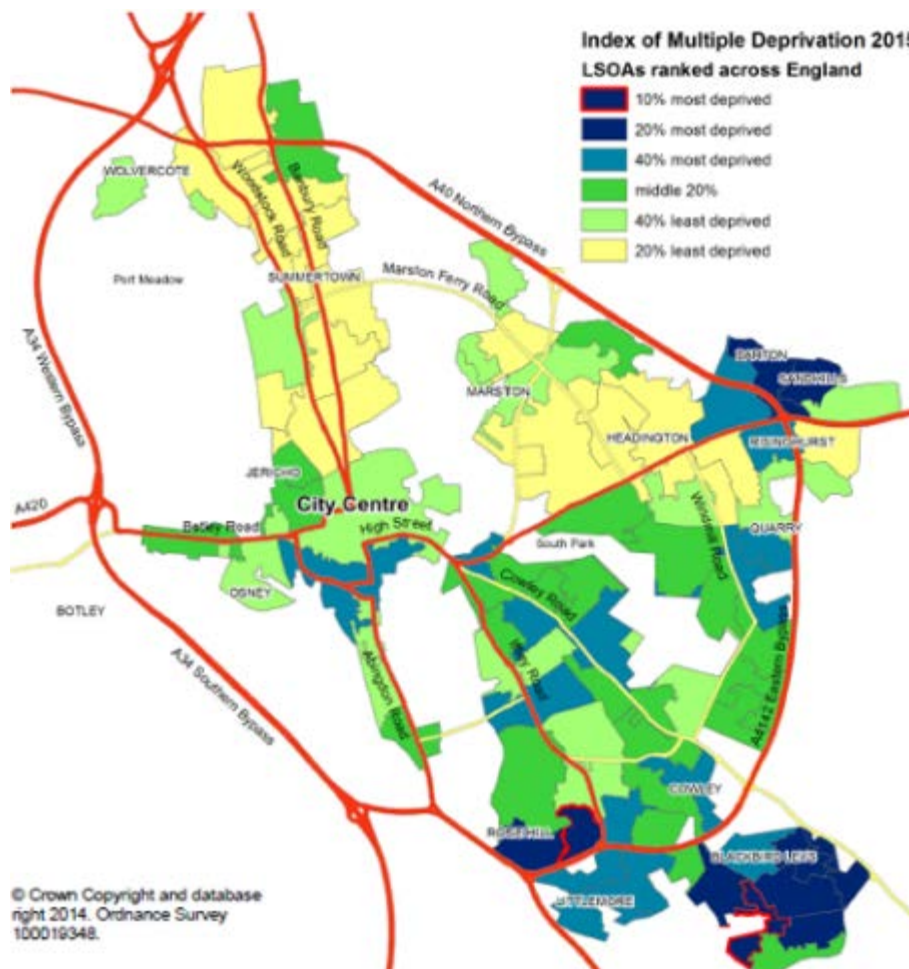 Index of Multiple Deprivation 2015
LSOAs ranked across England
10% most deprived
20% most deprived
40% most deprived
middle 20%
40% least deprived
20% least deprived
WOLVERCOTE
Woodstock Road
Banbury Road
A40 Northern Bypass
Port Meadow
SUMMERTOWN
Marston Ferry Road
A34 Western Bypass
BARTON
SANDHILLS
MARSTON
HEADINGTON
RISINGHURST
JERICHO
City Centre
A420
Botley Road
High Street
South Park
Windmill Road
QUARRY
OSNEY
Cowley Road
BOTLEY
Abingdon Road
Iffley Road
A34 Southern Bypass
A4142 Eastern Bypass
COWLEY
ROSE HILL
BLACKBIRD LEYS
LITTLEMORE
© Crown Copyright and database
right 2014. Ordnance Survey
100019348.